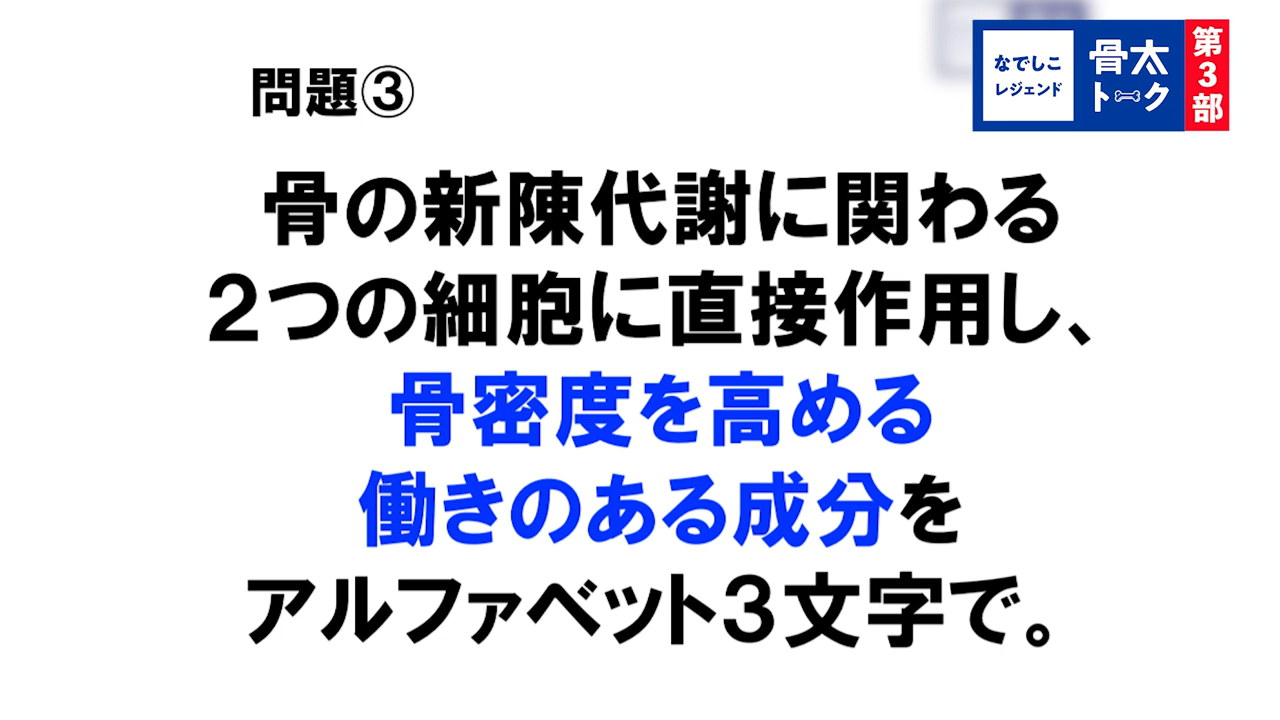 問題③
なでしこ
レジェンド
骨太
トーク
第3部
骨の新陳代謝に関わる
２つの細胞に直接作用し、
骨密度を高める
働きのある成分を
アルファベット３文字で。